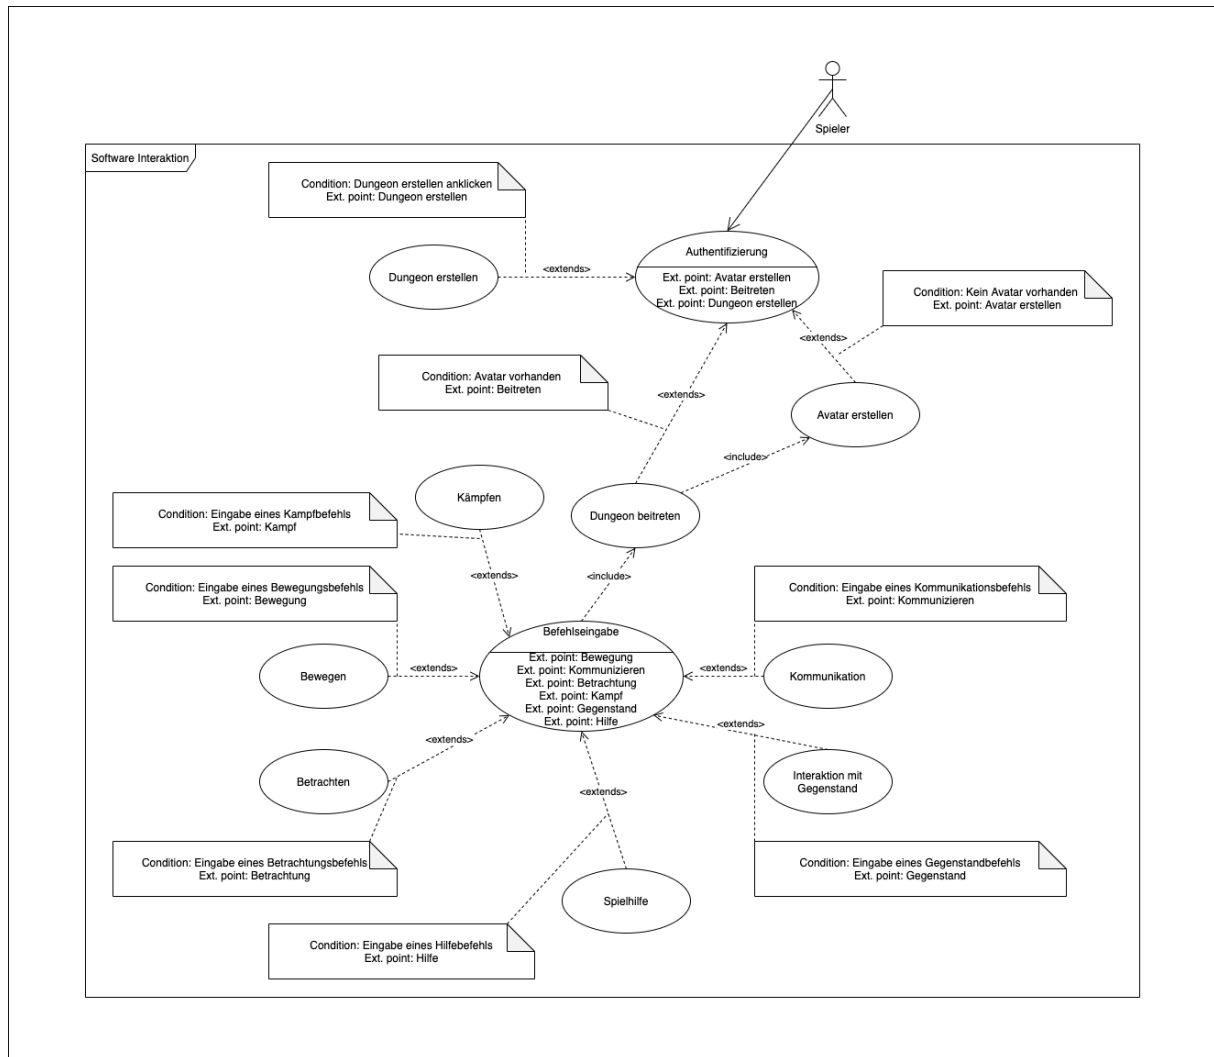 Spieler
Software Interaktion
Condition: Dungeon erstellen anklicken
Ext. point: Dungeon erstellen
Authentifizierung
Ext. point: Avatar erstellen
Ext. point: Beitreten
Ext. point: Dungeon erstellen
Dungeon erstellen
<extends>
Condition: Kein Avatar vorhanden
Ext. point: Avatar erstellen
<extends>
Condition: Avatar vorhanden
Ext. point: Beitreten
<extends>
Avatar erstellen
<include>
Kämpfen
Dungeon beitreten
Condition: Eingabe eines Kampfbefehls
Ext. point: Kampf
<extends>
<include>
Condition: Eingabe eines Bewegungsbefehls
Ext. point: Bewegung
Condition: Eingabe eines Kommunikationsbefehls
Ext. point: Kommunizieren
Befehlseingabe
Ext. point: Bewegung
Ext. point: Kommunizieren
Ext. point: Betrachtung
Ext. point: Kampf
Ext. point: Gegenstand
Ext. point: Hilfe
Bewegen
<extends>
<extends>
Kommunikation
<extends>
<extends>
Betrachten
Interaktion mit
Gegenstand
<extends>
Condition: Eingabe eines Betrachtungsbefehls
Ext. point: Betrachtung
Condition: Eingabe eines Gegenstandbefehls
Ext. point: Gegenstand
Spielhilfe
Condition: Eingabe eines Hilfebefehls
Ext. point: Hilfe